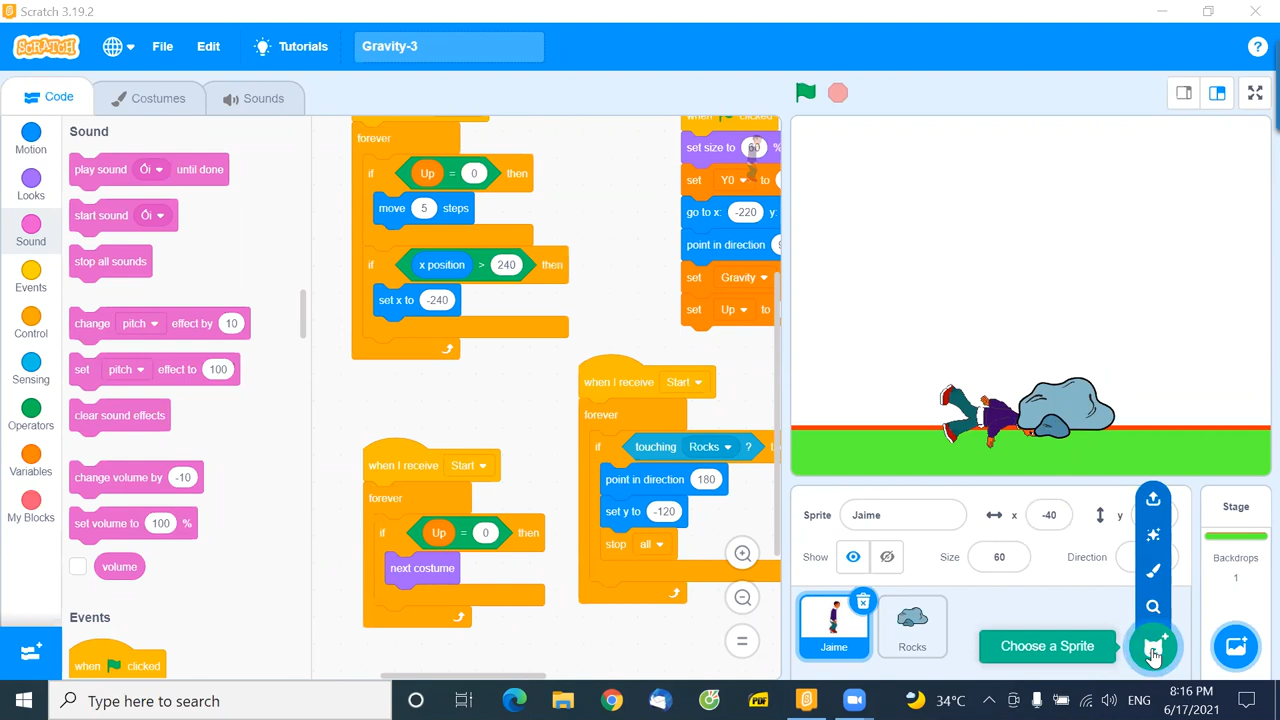 Scratch 3.19.2
SCRATCH File Edit Tutorials Gravity-3 ?
Code Costumes Sounds
Motion
Looks
Sound
Events
Control
Sensing
Operators
Variables
My Blocks
Sound
play sound Ôi until done
start sound Ôi
stop all sounds
change pitch effect by 10
set pitch effect to 100
clear sound effects
change volume by -10
set volume to 100 %
volume
Events
when clicked
forever
if Up = 0 then
move 5 steps
if x position > 240 then
set x to -240
when I receive Start
forever
if Up = 0 then
next costume
clicked
set size to 60 %
set Y0 to
go to x: -220 y:
point in direction
set Gravity
set Up to
when I receive Start
forever
if touching Rocks ?
point in direction 180
set y to -120
stop all
Sprite Jaime x -40 y
Show Size 60 Direction
Jaime
Rocks
Choose a Sprite
Stage
Backdrops
1
Type here to search
34°C ENG
8:16 PM
6/17/2021